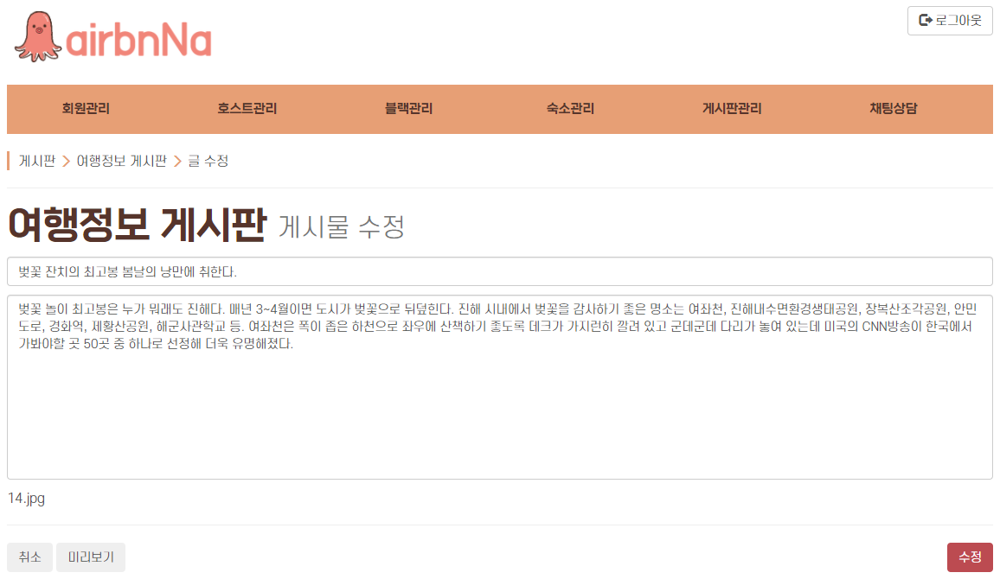 airbnNa
로그아웃
회원관리 호스트관리 블랙관리 숙소관리 게시판관리 채팅상담
게시판 > 여행정보 게시판 > 글 수정
여행정보 게시판 게시물 수정
벚꽃 잔치의 최고봉 봄날의 낭만에 취한다.
벚꽃 놀이 최고봉은 누가 뭐래도 진해다. 매년 3~4월이면 도시가 벚꽃으로 뒤덮힌다. 진해 시내에서 벚꽃을 감사하기 좋은 명소는 여좌천, 진해내수면환경생태공원, 장복산조각공원, 안민
도로, 경화역, 제황산공원, 해군사관학교 등. 여좌천은 폭이 좁은 하천으로 좌우에 산책하기 좋도록 데크가 가지런히 깔려 있고 군데군데 다리가 놓여 있는데 미국의 CNN방송이 한국에서
가봐야할 곳 50곳 중 하나로 선정해 더욱 유명해졌다.
14.jpg
취소 미리보기 수정